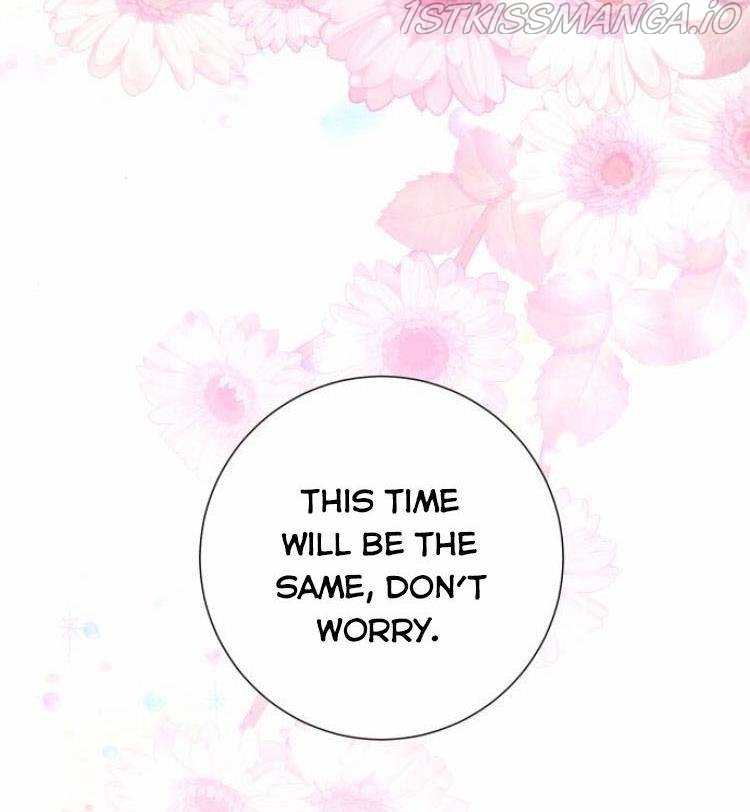 1STKISSMANGA.iO
THIS TIME
WILL BE THE
SAME, DON'T
WORRY.